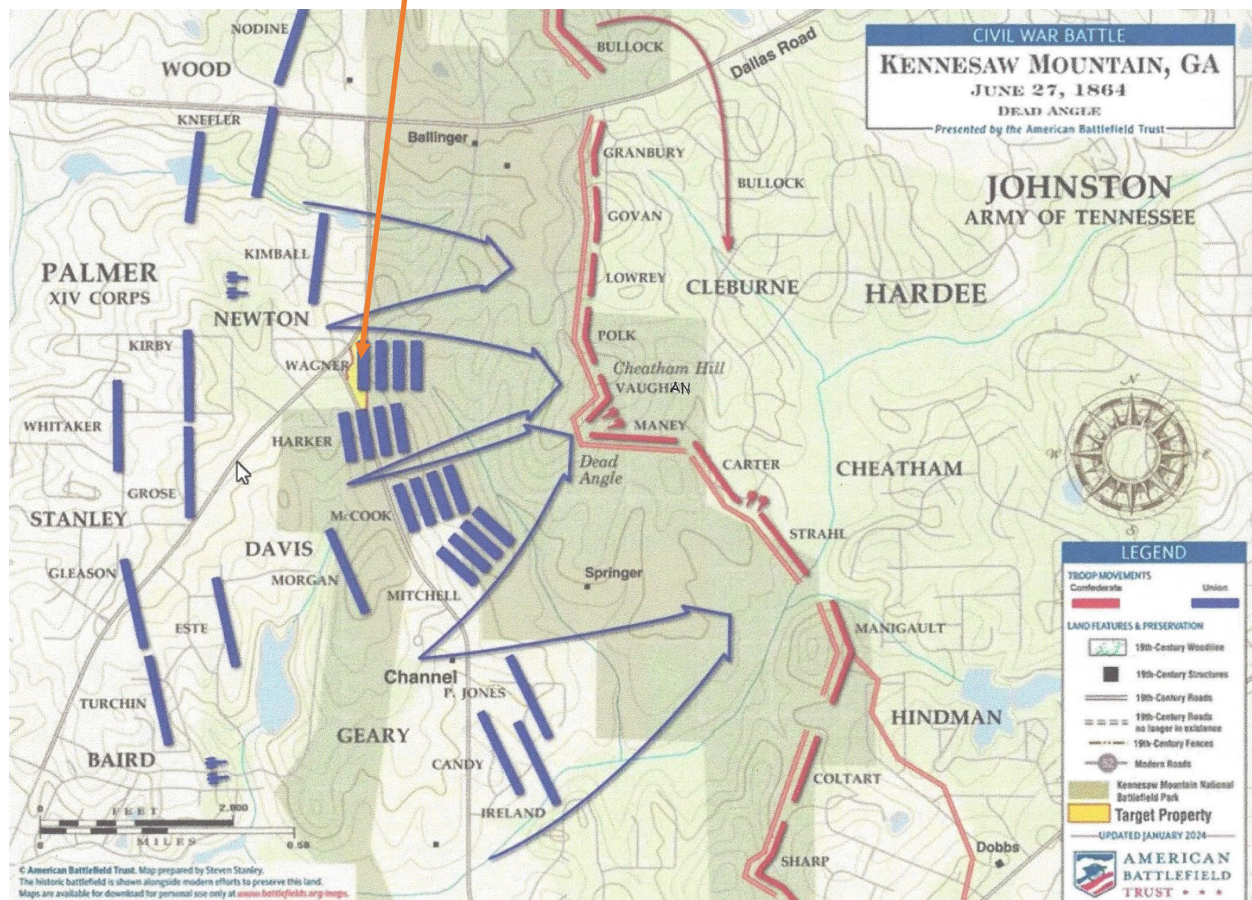 CIVIL WAR BATTLE
KENNESAW MOUNTAIN, GA
JUNE 27, 1864
DEAD ANGLE
Presented by the American Battlefield Trust
NODINE
BULLOCK
Dallas Road
WOOD
KNEFLER
Ballinger
GRANBURY
BULLOCK
JOHNSTON
ARMY OF TENNESSEE
GOVAN
KIMBALL
PALMER
XIV CORPS
LOWREY
CLEBURNE
HARDEE
NEWTON
POLK
KIRBY
WAGNER
Cheatham Hill
VAUGHAN
N
WHITAKER
HARKER
MANEY
W
E
Dead
Angle
CARTER
CHEATHAM
GROSE
STANLEY
McCOOK
S
STRAHL
DAVIS
GLEASON
MORGAN
Springer
MITCHELL
ESTE
MANIGAULT
Channel
P. JONES
TURCHIN
HINDMAN
GEARY
BAIRD
CANDY
COLTART
IRELAND
SHARP
Dobbs
LEGEND
TROOP MOVEMENTS
Confederate
Union
LAND FEATURES & PRESERVATION
19th-Century Woodline
19th-Century Structures
19th-Century Roads
19th-Century Roads
no longer in existence
19th-Century Fences
Modern Roads
Kennesaw Mountain National
Battlefield Park
Target Property
UPDATED JANUARY 2024
AMERICAN
BATTLEFIELD
TRUST
0
2,000
FEET
MILES
0
0.68
© American Battlefield Trust. Map prepared by Steven Stanley.
The historic battlefield is shown alongside modern efforts to preserve this land.
Maps are available for download for personal use only at www.battlefields.org/maps.